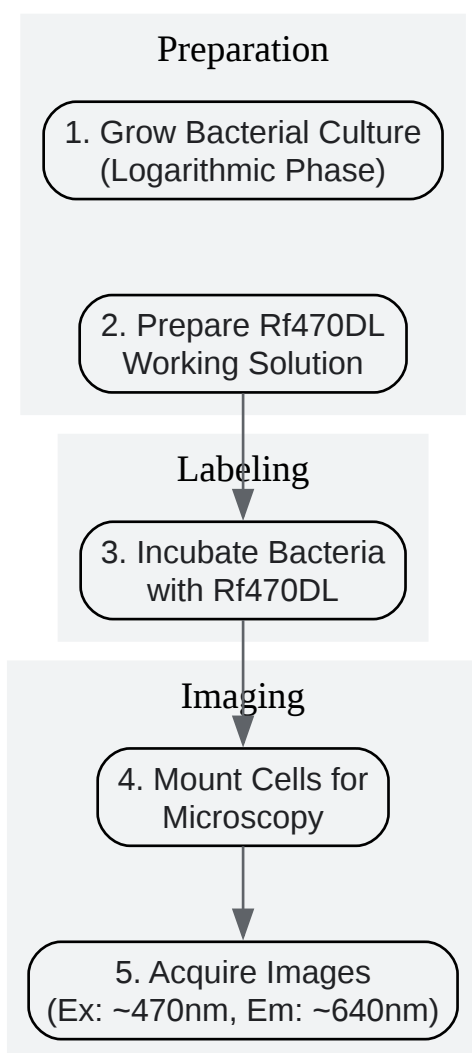 Preparation
1. Grow Bacterial Culture
(Logarithmic Phase)
2. Prepare Rf470DL
Working Solution
Labeling
3. Incubate Bacteria
with Rf470DL
Imaging
4. Mount Cells for
Microscopy
5. Acquire Images
(Ex: ~470nm, Em: ~640nm)